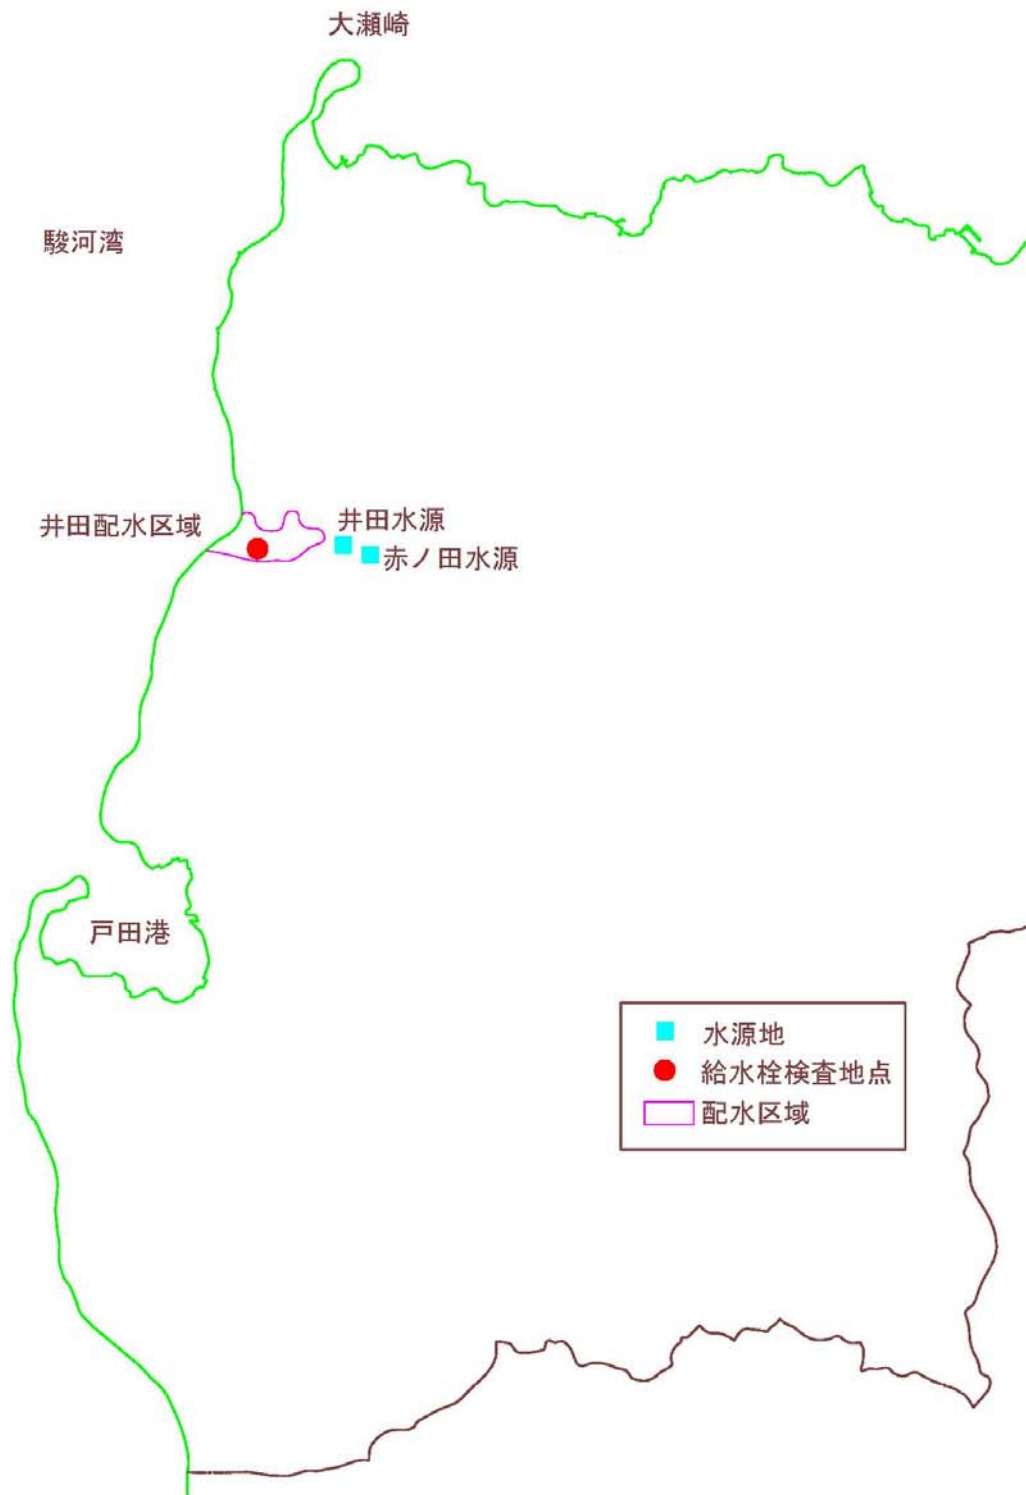 大瀬崎
駿河湾
井田配水区域
井田水源
赤ノ田水源
戸田港
水源地
給水栓検査地点
配水区域